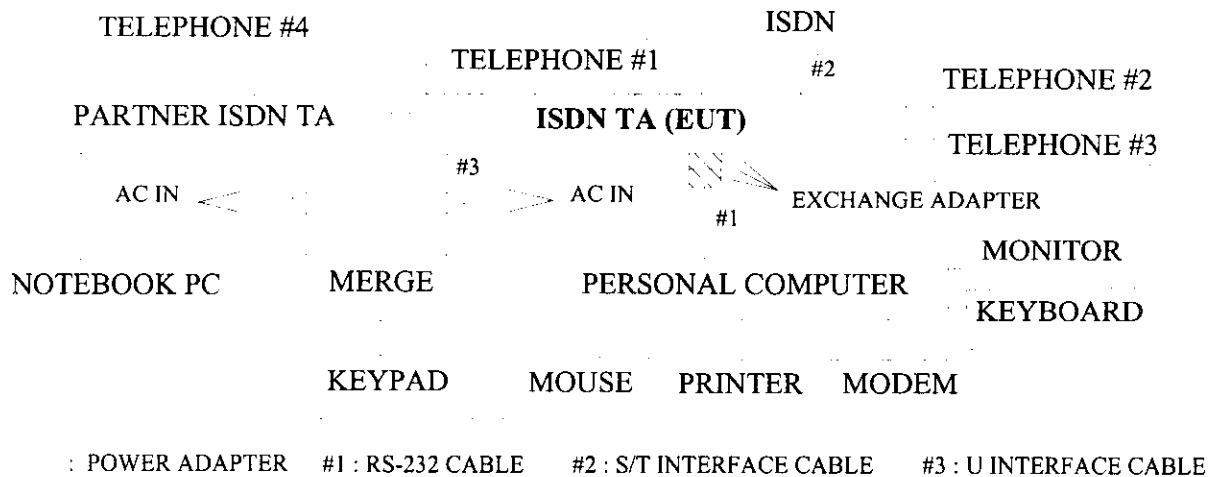 TELEPHONE #4
ISDN
TELEPHONE #1
#2
TELEPHONE #2
PARTNER ISDN TA
ISDN TA (EUT)
TELEPHONE #3
#3
AC IN
AC IN
EXCHANGE ADAPTER
#1
MONITOR
NOTEBOOK PC
MERGE
PERSONAL COMPUTER
KEYBOARD
KEYPAD
MOUSE
PRINTER
MODEM
: POWER ADAPTER #1 : RS-232 CABLE #2 : S/T INTERFACE CABLE #3 : U INTERFACE CABLE